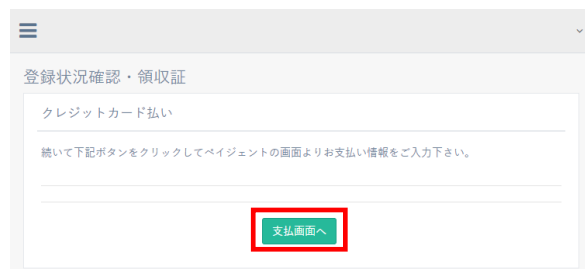 登録状況確認・領収証
クレジットカード払い
続いて下記ボタンをクリックしてペイジェントの画面よりお支払い情報をご入力下さい。
支払画面へ